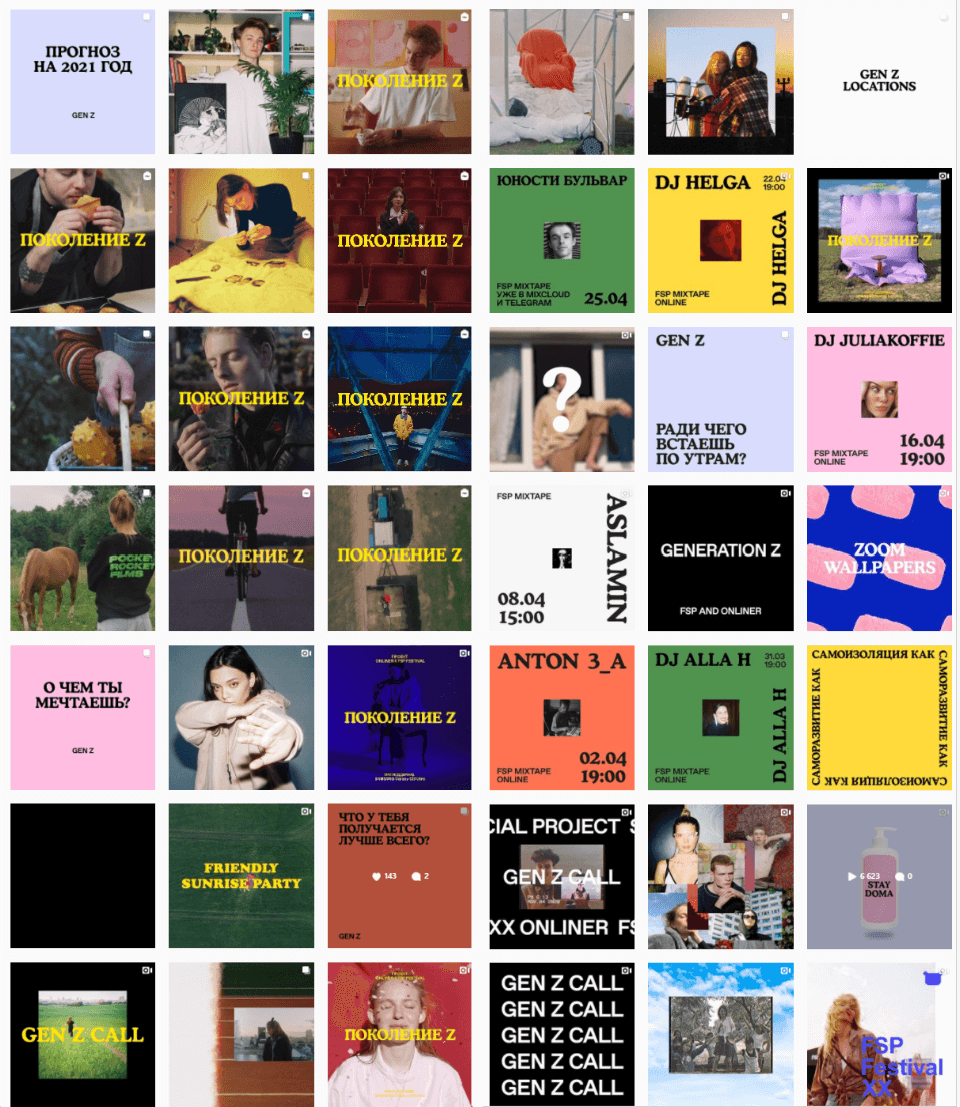 ПРОГНОЗ
НА 2021 ГОД
GEN Z
ПОКОЛЕНИЕ Z
GEN Z
LOCATIONS
ПОКОЛЕНИЕ Z
ПОКОЛЕНИЕ Z
ЮНОСТИ БУЛЬВАР
FSP MIXTAPE
УЖЕ В MIXCLOUD
И TELEGRAM
25.04
DJ HELGA
22.04
19:00
DJ HELGA
FSP MIXTAPE
ONLINE
ПОКОЛЕНИЕ Z
ПОКОЛЕНИЕ Z
ПОКОЛЕНИЕ Z
?
GEN Z
РАДИ ЧЕГО
ВСТАЕШЬ
ПО УТРАМ?
DJ JULIAKOFFIE
16.04
19:00
FSP MIXTAPE
ONLINE
POCKET
ROCKET
FILMS
ПОКОЛЕНИЕ Z
ПОКОЛЕНИЕ Z
FSP MIXTAPE
ASLAMIN
08.04
15:00
GENERATION Z
FSP AND ONLINER
ZOOM
WALLPAPERS
О ЧЕМ ТЫ
МЕЧТАЕШЬ?
GEN Z
ПРОЕКТ
ONLINER X FSP FESTIVAL
ПОКОЛЕНИЕ Z
ANTON 3_A
02.04
19:00
FSP MIXTAPE
ONLINE
DJ ALLA H
31.03
19:00
DJ ALLA H
FSP MIXTAPE
ONLINE
САМОИЗОЛЯЦИЯ КАК
САМОРАЗВИТИЕ КАК
САМОИЗОЛЯЦИЯ КАК
САМОРАЗВИТИЕ КАК
FRIENDLY
SUNRISE PARTY
ЧТО У ТЕБЯ
ПОЛУЧАЕТСЯ
ЛУЧШЕ ВСЕГО?
143 2
GEN Z
CIAL PROJECT S
GEN Z CALL
XX ONLINER FS
6 623 0
STAY
DOMA
GEN Z CALL
ПОКОЛЕНИЕ Z
GEN Z CALL
GEN Z CALL
GEN Z CALL
GEN Z CALL
GEN Z CALL
FSP
Festival
XX